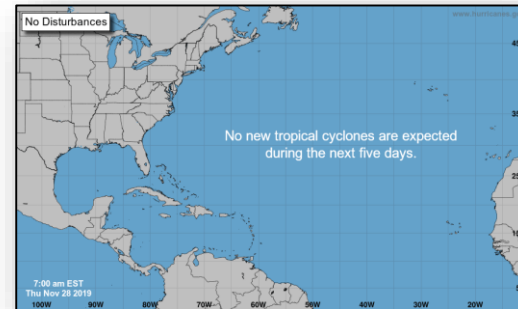 No Disturbances
No new tropical cyclones are expected
during the next five days.
7:00 am EST
Thu Nov 28 2019
100W 90W 80W 70W 60W 50W 40W 30W 20W